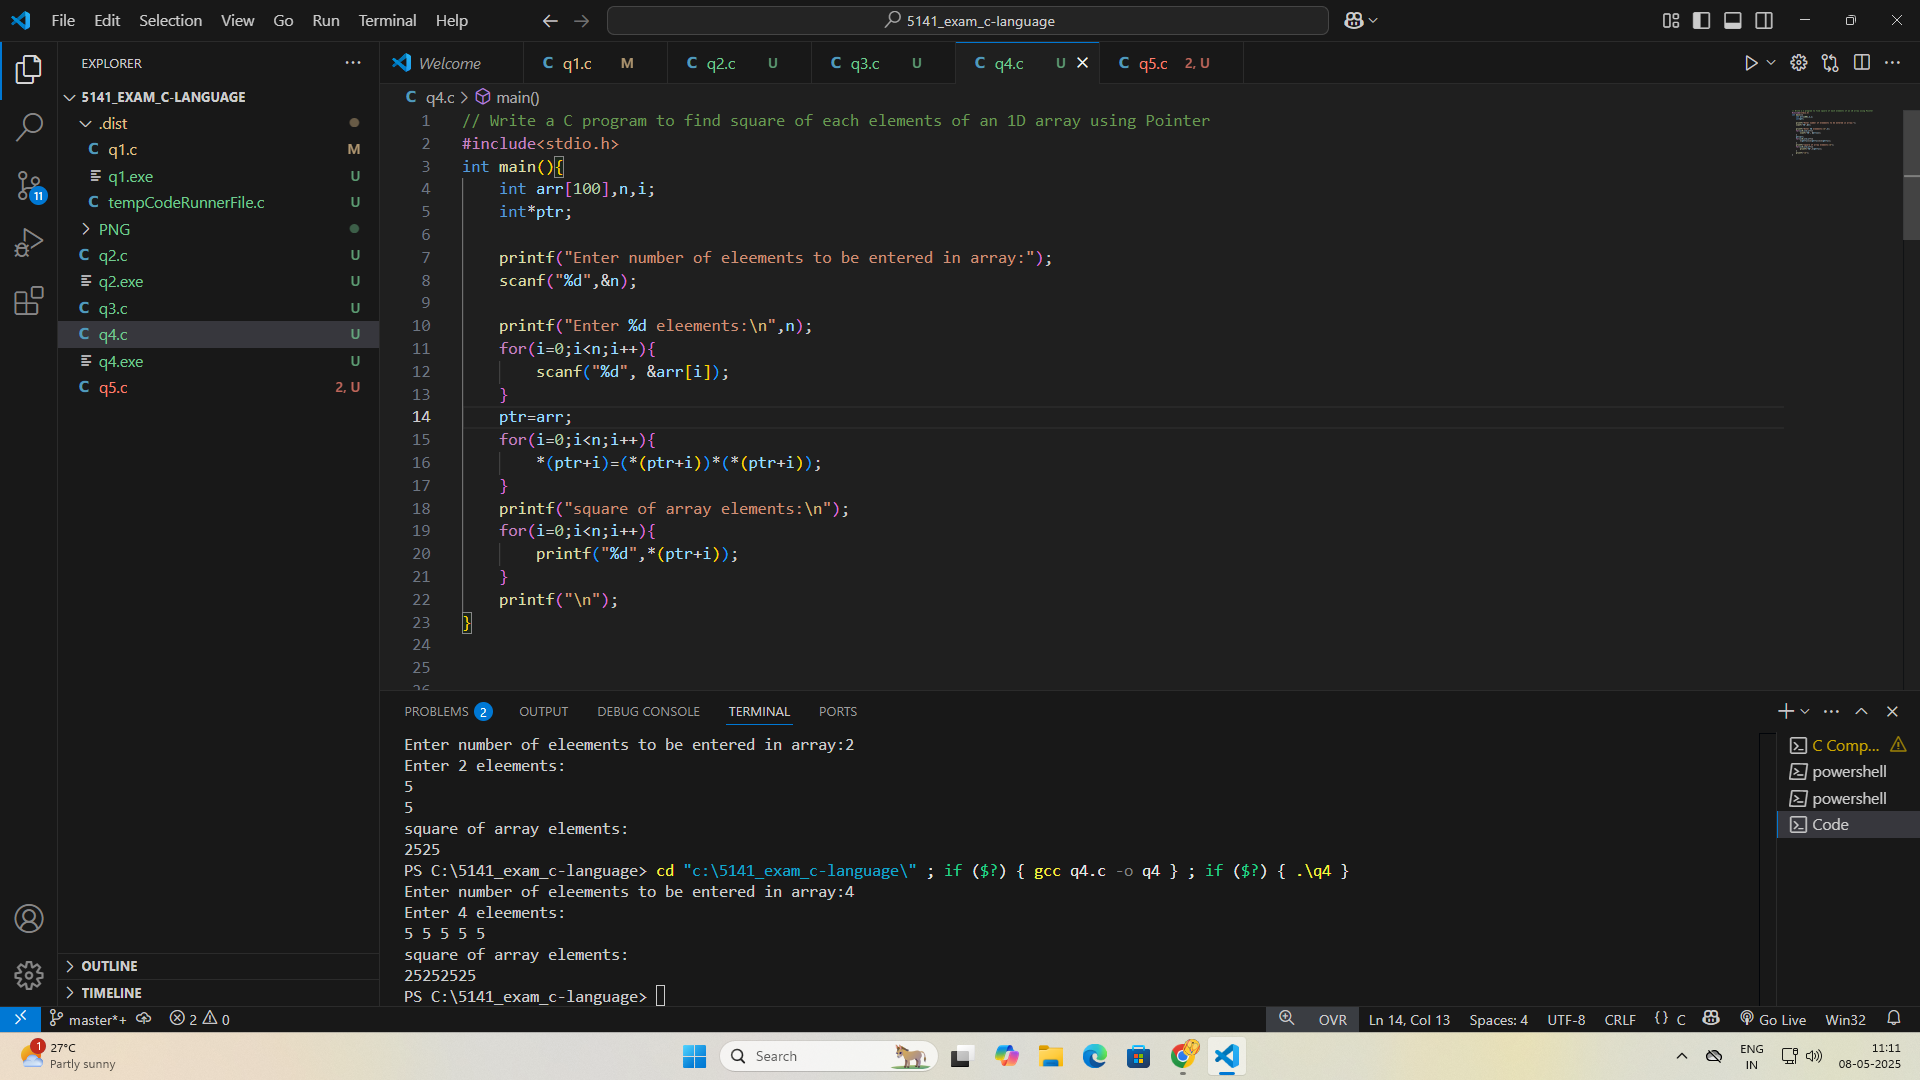 File Edit Selection View Go Run Terminal Help
5141_exam_c-language
EXPLORER
5141_EXAM_C-LANGUAGE
.dist
q1.c M
q1.exe U
tempCodeRunnerFile.c U
PNG
q2.c U
q2.exe U
q3.c U
q4.c U
q4.exe U
q5.c 2, U
OUTLINE
TIMELINE
11
Welcome
q1.c M
q2.c U
q3.c U
q4.c U
q5.c 2, U
q4.c > main()
1 // Write a C program to find square of each elements of an 1D array using Pointer
2 #include<stdio.h>
3 int main(){
4 int arr[100],n,i;
5 int*ptr;
6
7 printf("Enter number of eleements to be entered in array:");
8 scanf("%d",&n);
9
10 printf("Enter %d eleements:\n",n);
11 for(i=0;i<n;i++){
12 scanf("%d", &arr[i]);
13 }
14 ptr=arr;
15 for(i=0;i<n;i++){
16 *(ptr+i)=(*(ptr+i))*(*(ptr+i));
17 }
18 printf("square of array elements:\n");
19 for(i=0;i<n;i++){
20 printf("%d",*(ptr+i));
21 }
22 printf("\n");
23 }
24
25
26
PROBLEMS 2 OUTPUT DEBUG CONSOLE TERMINAL PORTS
Enter number of eleements to be entered in array:2
Enter 2 eleements:
5
5
square of array elements:
2525
PS C:\5141_exam_c-language> cd "c:\5141_exam_c-language\" ; if ($?) { gcc q4.c -o q4 } ; if ($?) { .\q4 }
Enter number of eleements to be entered in array:4
Enter 4 eleements:
5 5 5 5 5
square of array elements:
25252525
PS C:\5141_exam_c-language>
C Comp...
powershell
powershell
Code
master*+ 2 0
OVR Ln 14, Col 13 Spaces: 4 UTF-8 CRLF {} C Go Live Win32
1
27°C
Partly sunny
Search
ENG
IN
11:11
08-05-2025